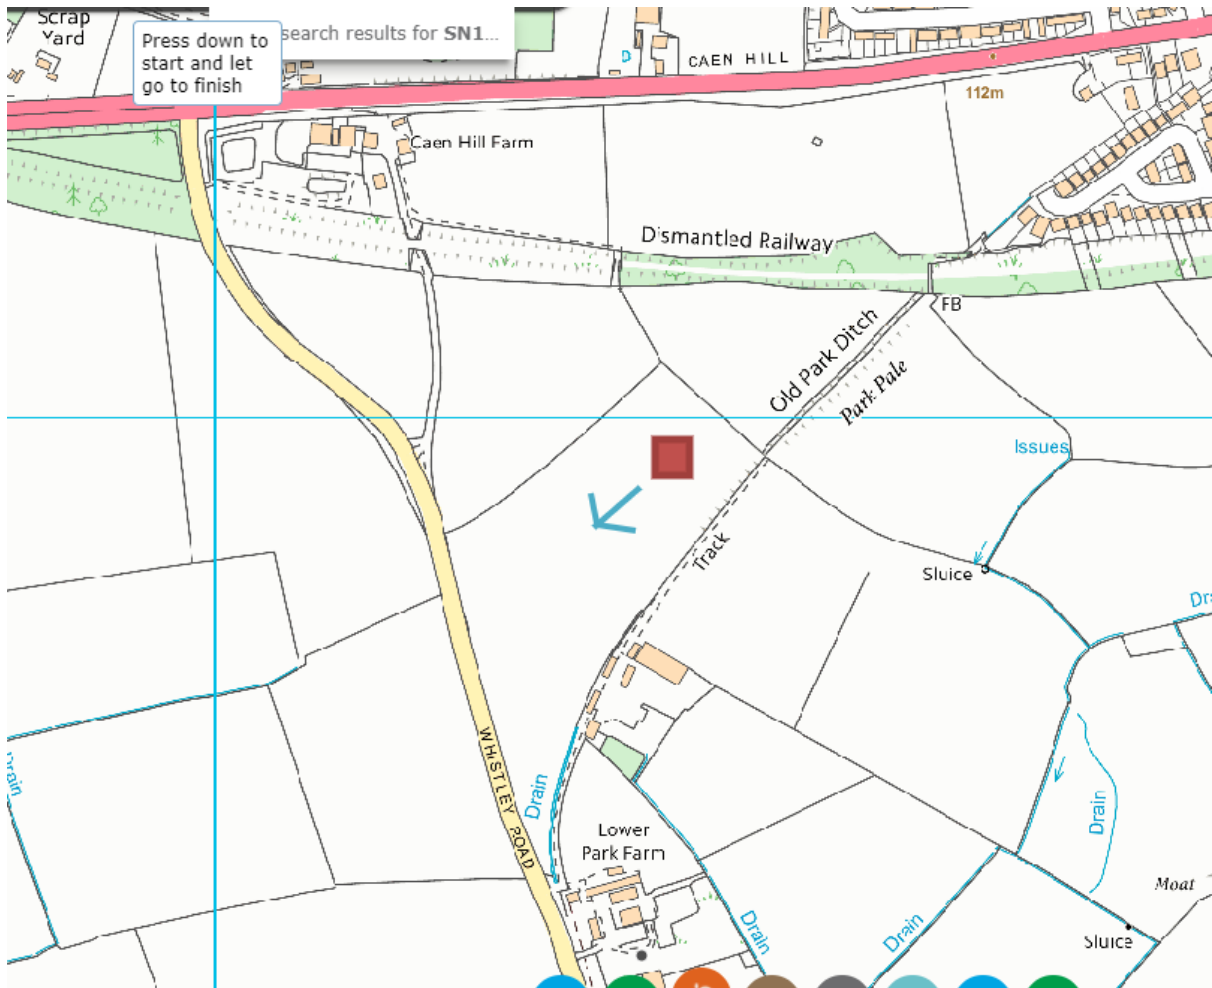 Scrap
Yard
Press down to
start and let
go to finish
search results for SN1...
D
CAEN HILL
112m
Caen Hill Farm
Dismantled Railway
FB
Old Park Ditch
Park Pale
Issues
Track
Sluice
Drain
WHISTLEY ROAD
Drain
Lower
Park Farm
Drain
Moat
Drain
Drain
Sluice